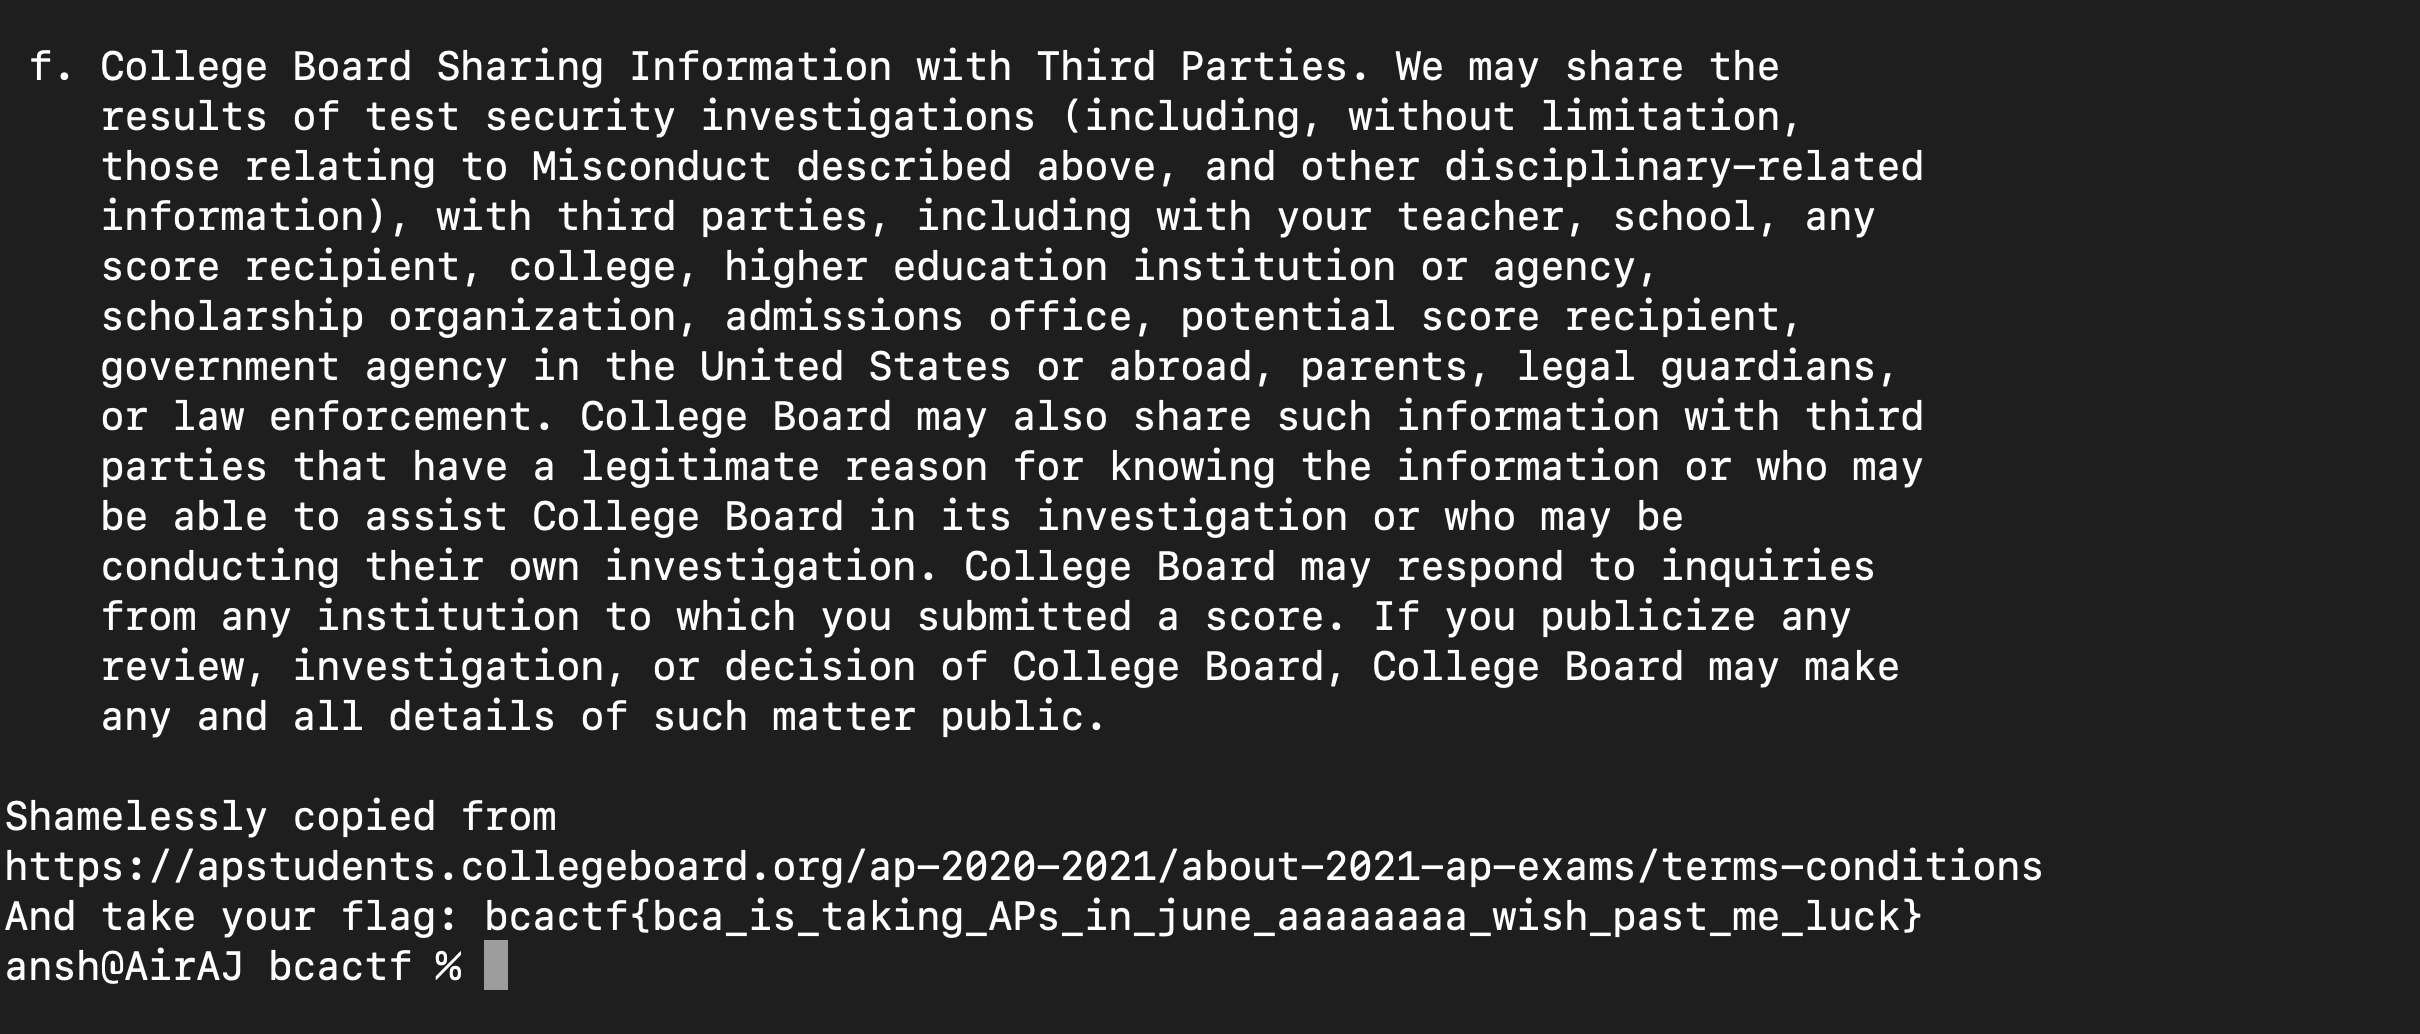 f. College Board Sharing Information with Third Parties. We may share the
results of test security investigations (including, without limitation,
those relating to Misconduct described above, and other disciplinary-related
information), with third parties, including with your teacher, school, any
score recipient, college, higher education institution or agency,
scholarship organization, admissions office, potential score recipient,
government agency in the United States or abroad, parents, legal guardians,
or law enforcement. College Board may also share such information with third
parties that have a legitimate reason for knowing the information or who may
be able to assist College Board in its investigation or who may be
conducting their own investigation. College Board may respond to inquiries
from any institution to which you submitted a score. If you publicize any
review, investigation, or decision of College Board, College Board may make
any and all details of such matter public.
Shamelessly copied from
https://apstudents.collegeboard.org/ap-2020-2021/about-2021-ap-exams/terms-conditions
And take your flag: bcactf{bca_is_taking_APs_in_june_aaaaaaaa_wish_past_me_luck}
ansh@AirAJ bcactf %